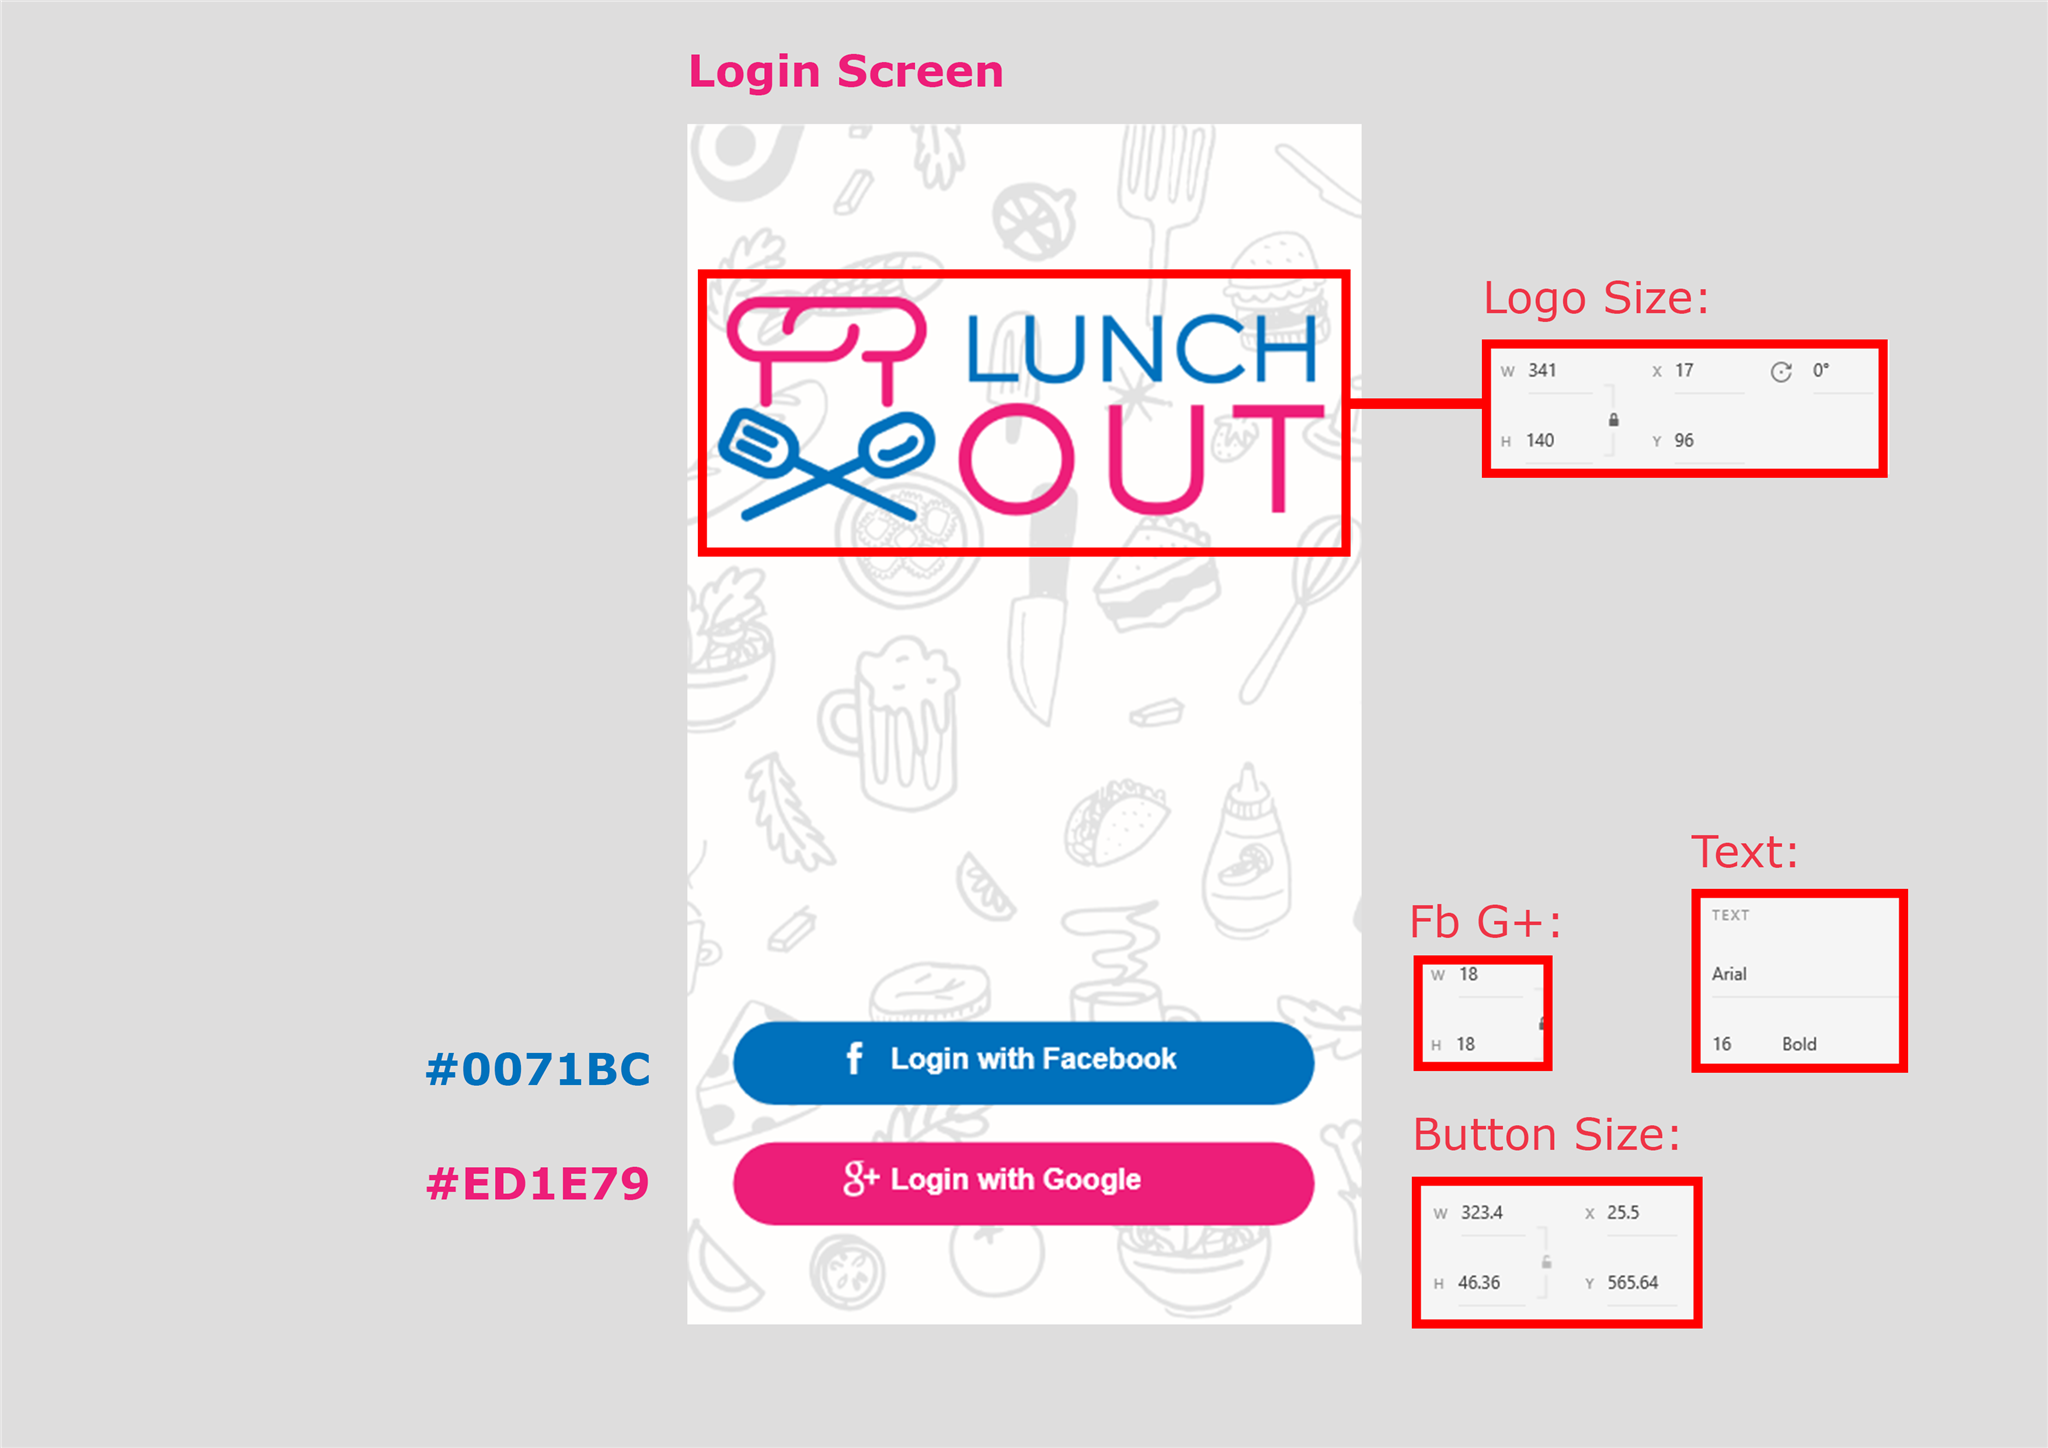 Login Screen
LUNCH
OUT
Logo Size:
W 341 X 17 0°
H 140 Y 96
Text:
TEXT
Arial
16 Bold
Fb G+:
W 18
H 18
#0071BC
f Login with Facebook
Button Size:
#ED1E79
g+ Login with Google
W 323.4 X 25.5
H 46.36 Y 565.64